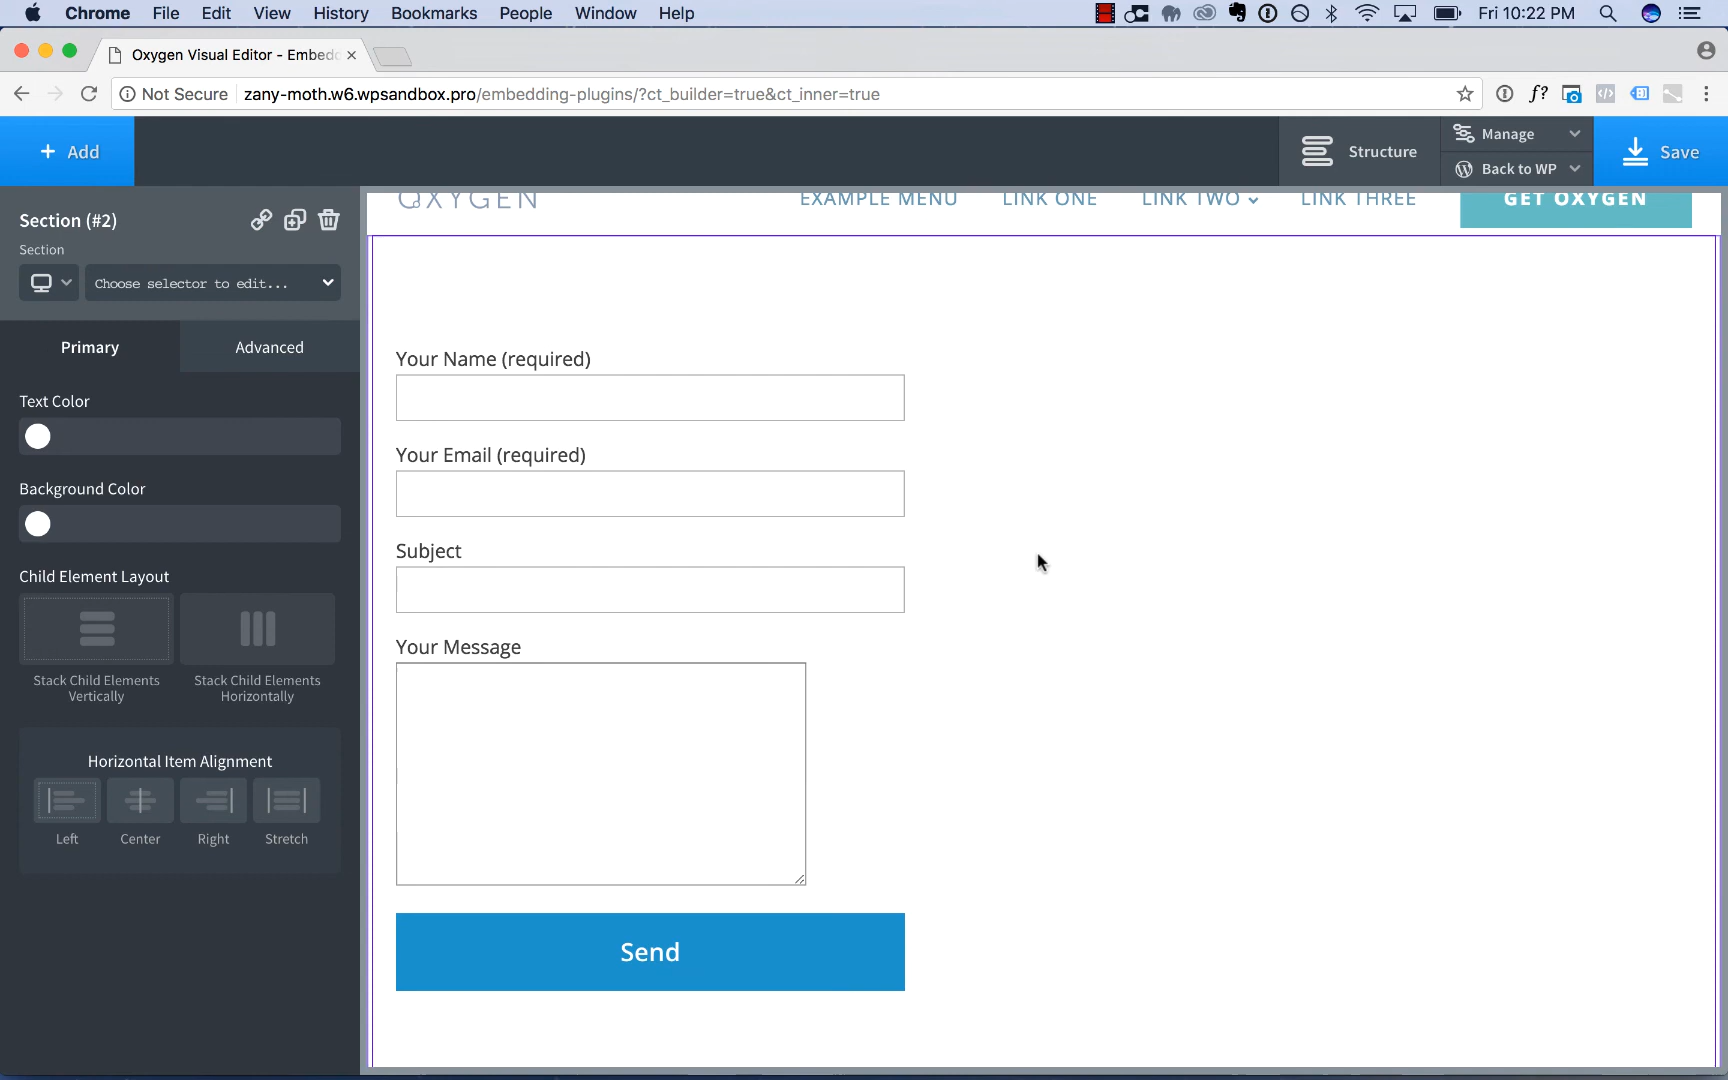 Chrome File Edit View History Bookmarks People Window Help Fri 10:22 PM
Oxygen Visual Editor - Embed
Not Secure zany-moth.w6.wpsandbox.pro/embedding-plugins/?ct_builder=true&ct_inner=true f?
+ Add
Structure
Manage
Back to WP
Save
Section (#2)
Section
Choose selector to edit...
Primary Advanced
Text Color
Background Color
Child Element Layout
Stack Child Elements Vertically
Stack Child Elements Horizontally
Horizontal Item Alignment
Left Center Right Stretch
OXYGEN EXAMPLE MENU LINK ONE LINK TWO LINK THREE GET OXYGEN
Your Name (required)
Your Email (required)
Subject
Your Message
Send